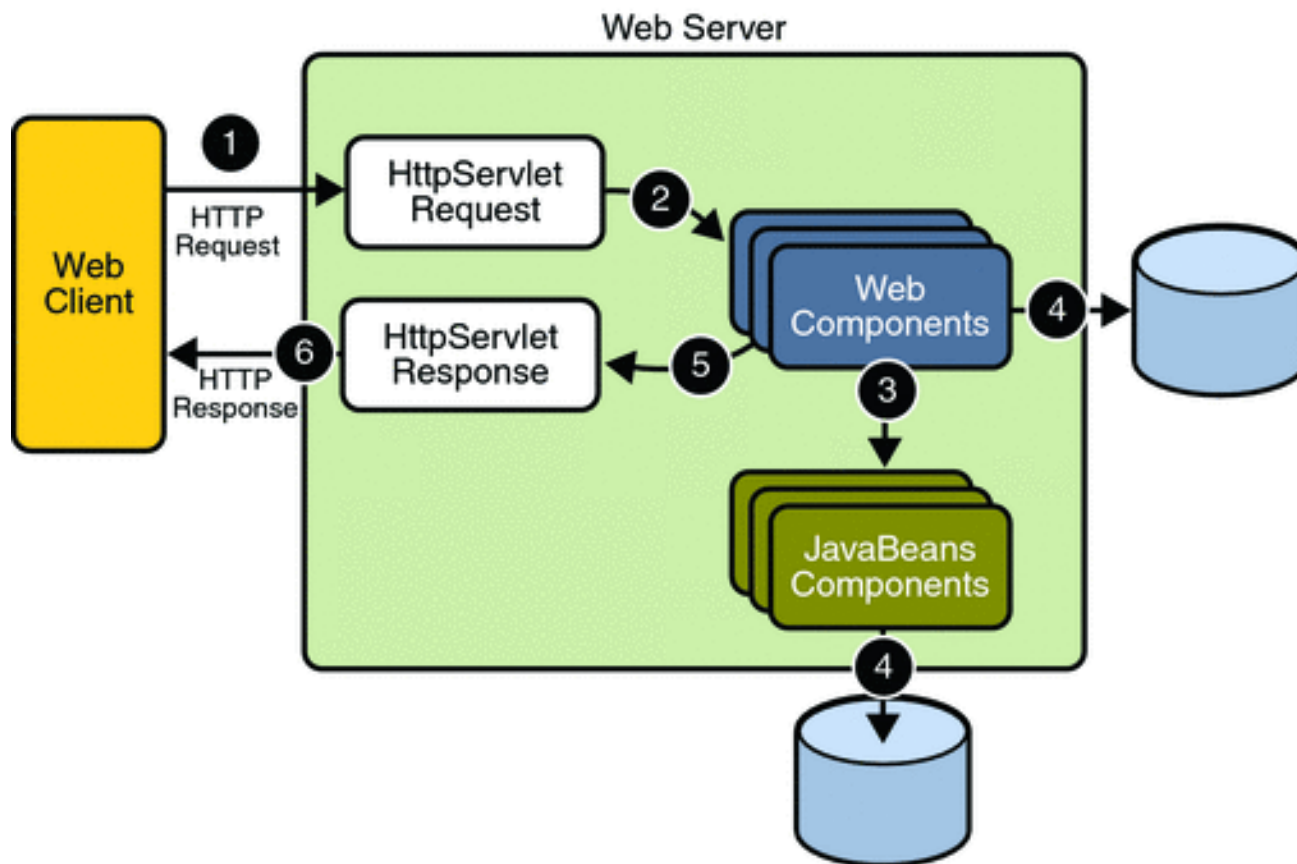 Web Server
1
HTTP
Request
HttpServlet
Request
2
Web
Client
Web
Components
4
6
HTTP
Response
HttpServlet
Response
5
3
JavaBeans
Components
4